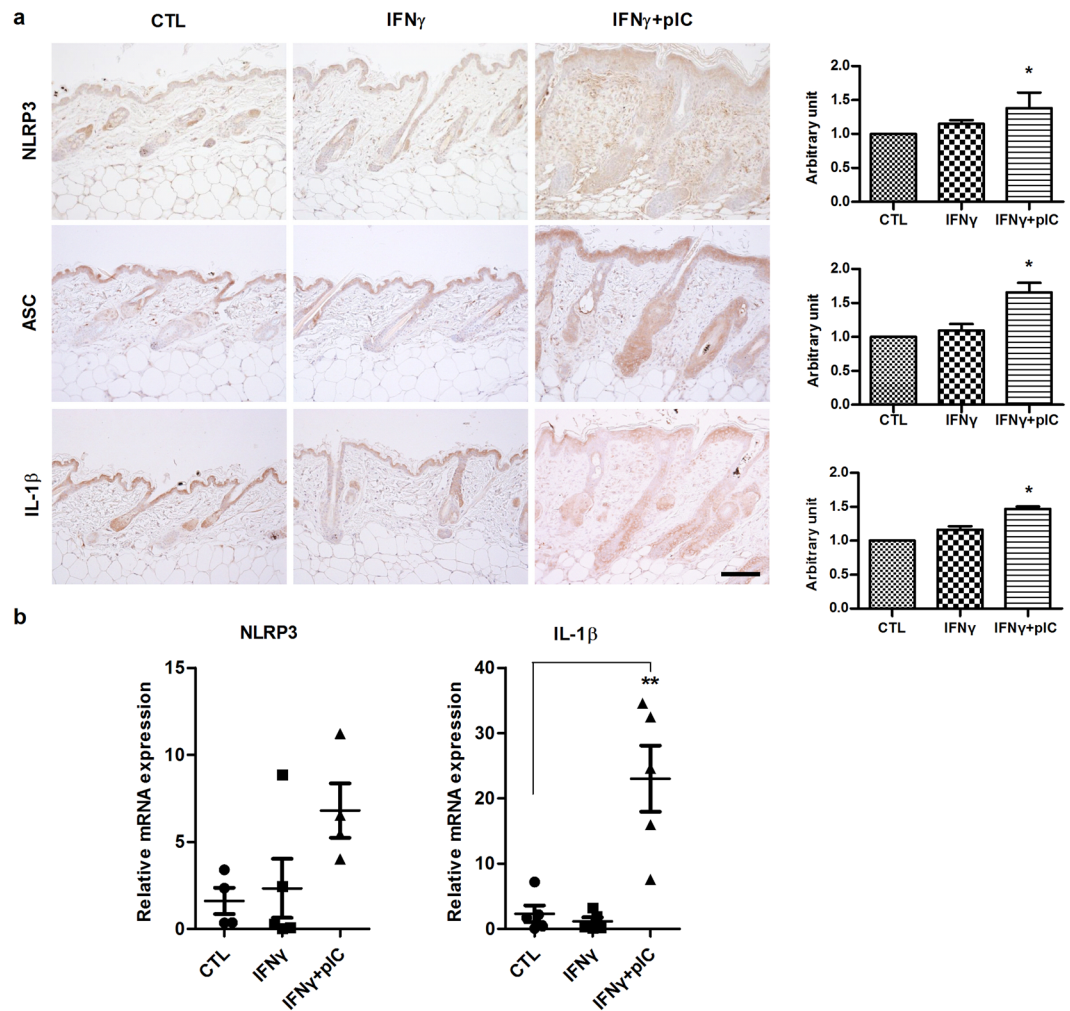 a
CTL
IFNγ
IFNγ+pIC
NLRP3
ASC
IL-1β
Arbitrary unit
2.0
1.5
1.0
0.5
0.0
*
CTL
IFNγ
IFNγ+pIC
Arbitrary unit
2.0
1.5
1.0
0.5
0.0
*
CTL
IFNγ
IFNγ+pIC
Arbitrary unit
2.0
1.5
1.0
0.5
0.0
*
CTL
IFNγ
IFNγ+pIC
b
NLRP3
Relative mRNA expression
15
10
5
0
CTL
IFNγ
IFNγ+pIC
IL-1β
Relative mRNA expression
40
30
20
10
0
**
CTL
IFNγ
IFNγ+pIC